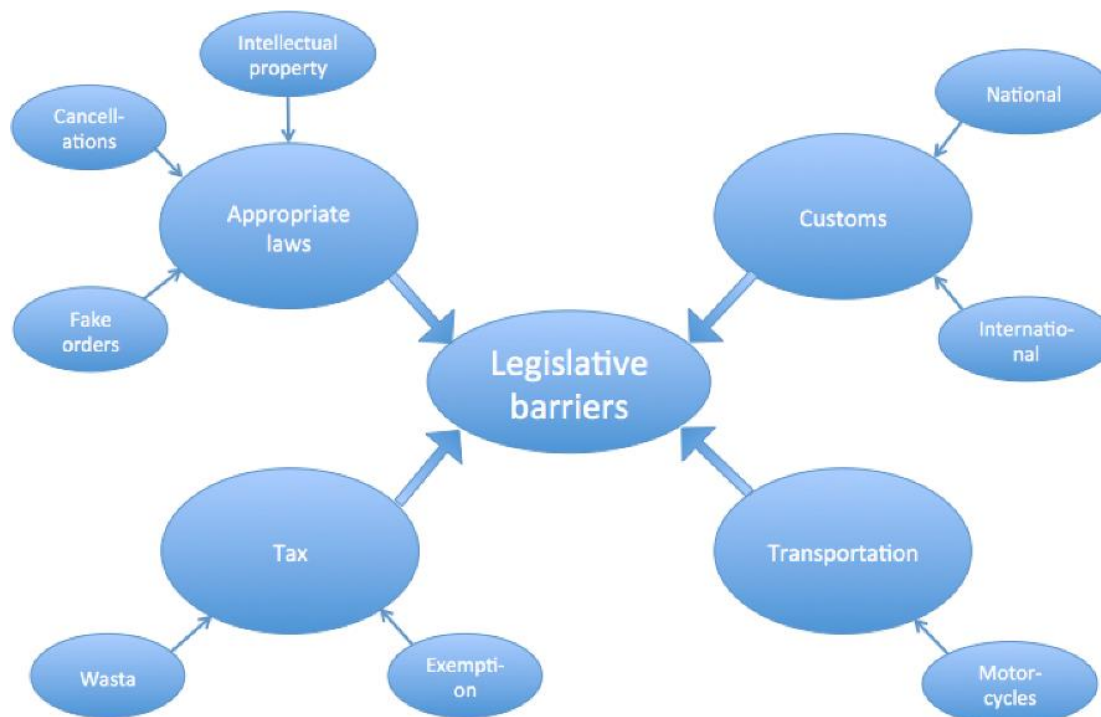 Intellectual
property
Cancell-
ations
Appropriate
laws
Fake
orders
National
Customs
Internatio-
nal
Legislative
barriers
Tax
Wasta
Exempti-
on
Transportation
Motor-
cycles